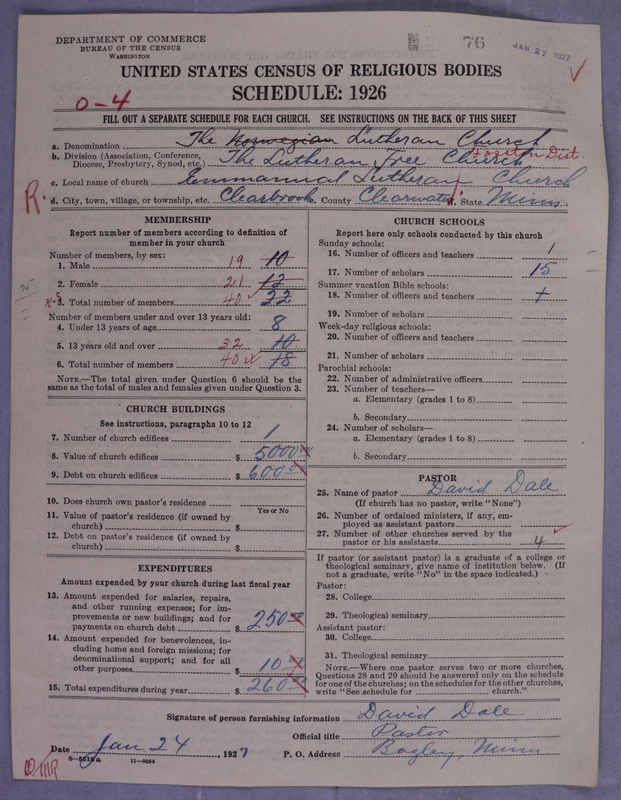 DEPARTMENT OF COMMERCE
BUREAU OF THE CENSUS
WASHINGTON
76
JAN 27 1927
UNITED STATES CENSUS OF RELIGIOUS BODIES
SCHEDULE: 1926
0-4
FILL OUT A SEPARATE SCHEDULE FOR EACH CHURCH. SEE INSTRUCTIONS ON THE BACK OF THIS SHEET
a. Denomination The Norwegian Lutheran Church
b. Division (Association, Conference, Diocese, Presbytery, Synod, etc.) The Lutheran Free Church Fosston Dist.
c. Local name of church Emmanual Lutheran Church
R. d. City, town, village, or township, etc. Clearbrook e. County Clearwater f. State Minn
MEMBERSHIP
Report number of members according to definition of
member in your church
Number of members, by sex:
1. Male 19 10
2. Female 21 12
3. Total number of members 40 22
Number of members under and over 13 years old:
4. Under 13 years of age 8
5. 13 years old and over 32 10
6. Total number of members 40 18
NOTE.—The total given under Question 6 should be the
same as the total of males and females given under Question 3.
CHURCH BUILDINGS
See instructions, paragraphs 10 to 12
7. Number of church edifices 1
8. Value of church edifices $ 5000 00
9. Debt on church edifices $ 600 00
10. Does church own pastor's residence
Yes or No
11. Value of pastor's residence (if owned by
church) $
12. Debt on pastor's residence (if owned by
church) $
EXPENDITURES
Amount expended by your church during last fiscal year
13. Amount expended for salaries, repairs,
and other running expenses; for im-
provements or new buildings; and for
payments on church debt $ 250 00
14. Amount expended for benevolences, in-
cluding home and foreign missions; for
denominational support; and for all
other purposes $ 10 00
15. Total expenditures during year $ 260 00
CHURCH SCHOOLS
Report here only schools conducted by this church
Sunday schools:
16. Number of officers and teachers 1
17. Number of scholars 15
Summer vacation Bible schools:
18. Number of officers and teachers
19. Number of scholars
Week-day religious schools:
20. Number of officers and teachers
21. Number of scholars
Parochial schools:
22. Number of administrative officers
23. Number of teachers—
a. Elementary (grades 1 to 8)
b. Secondary
24. Number of scholars—
a. Elementary (grades 1 to 8)
b. Secondary
PASTOR
25. Name of pastor David Dale
(If church has no pastor, write "None")
26. Number of ordained ministers, if any, em-
ployed as assistant pastors
27. Number of other churches served by the
pastor or his assistants 4
If pastor (or assistant pastor) is a graduate of a college or
theological seminary, give name of institution below. (If
not a graduate, write "No" in the space indicated.)
Pastor:
28. College
29. Theological seminary
Assistant pastor:
30. College
31. Theological seminary
NOTE.—Where one pastor serves two or more churches,
Questions 28 and 29 should be answered only on the schedule
for one of the churches; on the schedules for the other churches,
write "See schedule for church."
Signature of person furnishing information David Dale
Official title Pastor
Date Jan 24, 1927 P. O. Address Bagley, Minn
11—9084